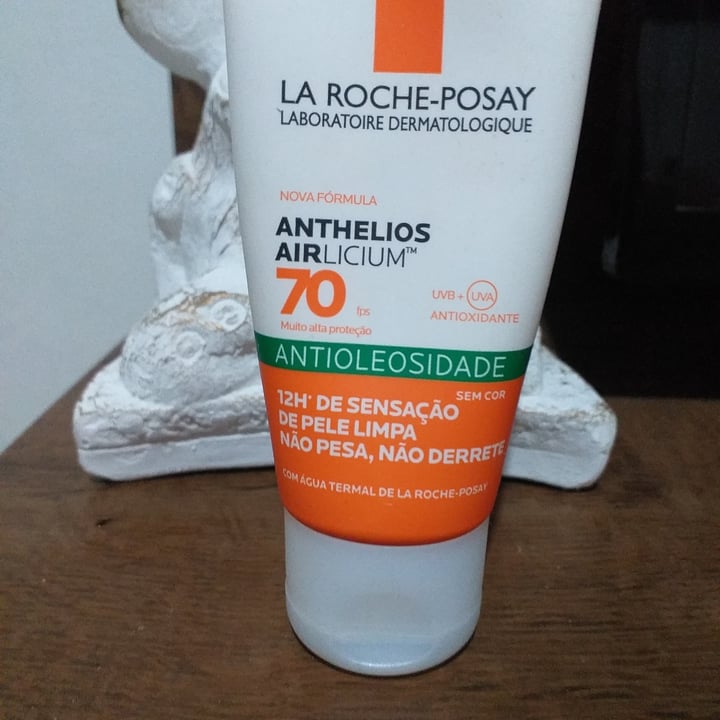 LA ROCHE-POSAY
LABORATOIRE DERMATOLOGIQUE
NOVA FÓRMULA
ANTHELIOS
AIRLICIUM™
70 fps
Muito alta proteção
UVB + UVA
ANTIOXIDANTE
ANTIOLEOSIDADE
SEM COR
12H* DE SENSAÇÃO
DE PELE LIMPA
NÃO PESA, NÃO DERRETE
COM ÁGUA TERMAL DE LA ROCHE-POSAY